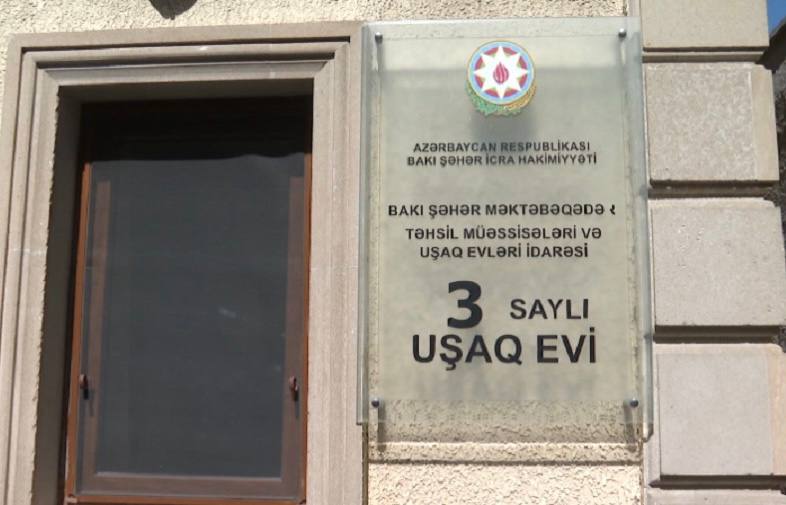 AZƏRBAYCAN RESPUBLİKASI
BAKI ŞƏHƏR İCRA HAKİMİYYƏTİ
BAKI ŞƏHƏR MƏKTƏBƏQƏDƏR
TƏHSİL MÜƏSSİSƏLƏRİ VƏ
UŞAQ EVLƏRİ İDARƏSİ
3 SAYLI
UŞAQ EVİ